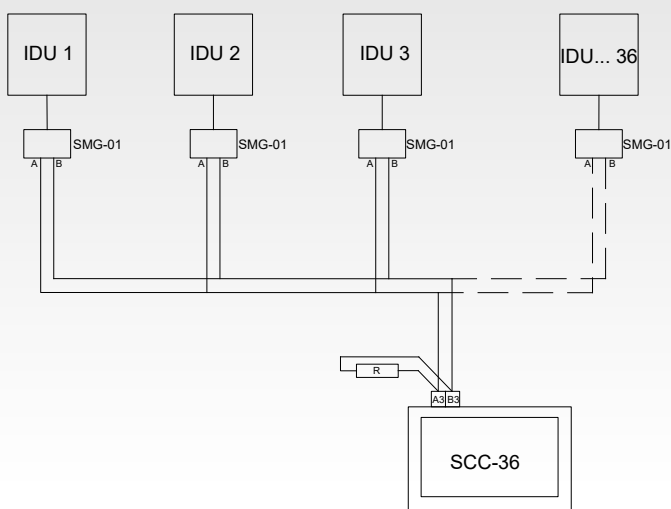 IDU 1
IDU 2
IDU 3
IDU... 36
SMG-01
SMG-01
SMG-01
SMG-01
A B
A B
A B
A B
R
A3 B3
SCC-36